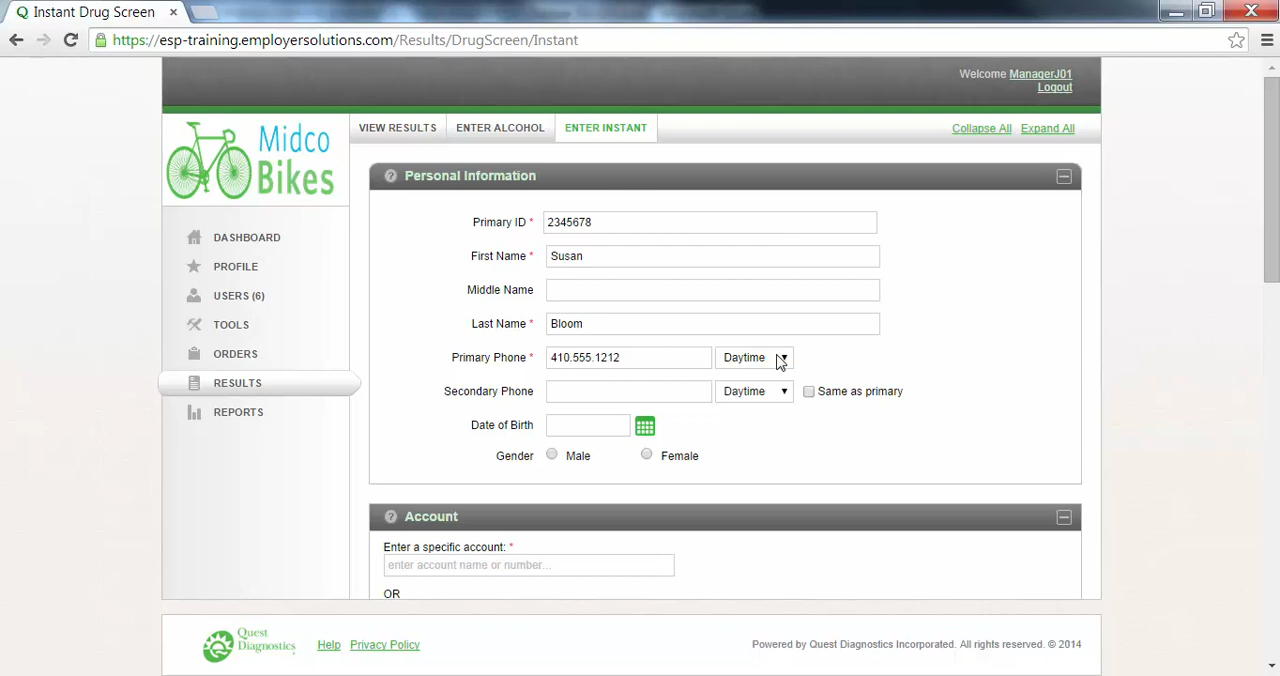 Instant Drug Screen
https://esp-training.employersolutions.com/Results/DrugScreen/Instant
Welcome ManagerJ01
Logout
Midco
Bikes
VIEW RESULTS ENTER ALCOHOL ENTER INSTANT Collapse All Expand All
DASHBOARD
PROFILE
USERS (6)
TOOLS
ORDERS
RESULTS
REPORTS
? Personal Information
Primary ID * 2345678
First Name * Susan
Middle Name
Last Name * Bloom
Primary Phone * 410.555.1212 Daytime
Secondary Phone Daytime Same as primary
Date of Birth
Gender Male Female
? Account
Enter a specific account: *
enter account name or number...
OR
Quest
Diagnostics
Help Privacy Policy
Powered by Quest Diagnostics Incorporated. All rights reserved. © 2014